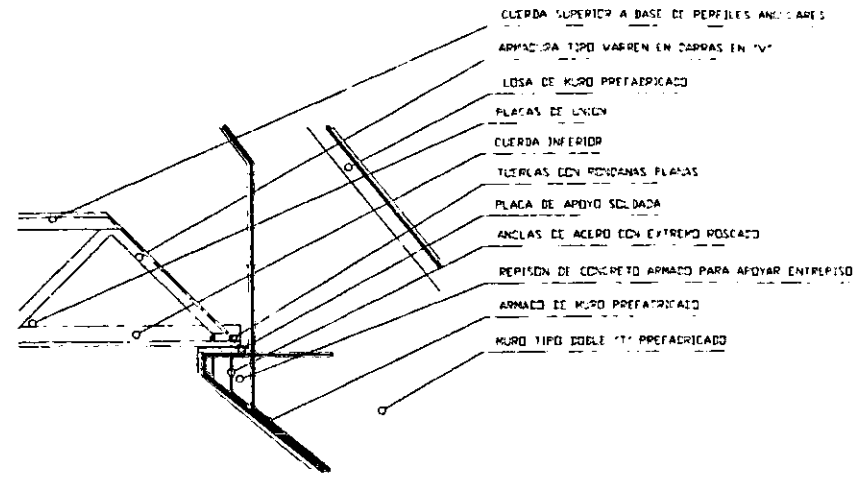 CUERDA SUPERIOR A BASE DE PERFILES ANGULARES
ARMADURA TIPO WARREN EN BARRAS EN "V"
LOSA DE MURO PREFABRICADO
PLACAS DE UNION
CUERDA INFERIOR
TUERCAS CON RONDANAS PLANAS
PLACA DE APOYO SOLDADA
ANCLAS DE ACERO CON EXTREMO ROSCADO
REPISON DE CONCRETO ARMADO PARA APOYAR ENTREPISO
ARMADO DE MURO PREFABRICADO
MURO TIPO DOBLE "T" PREFABRICADO